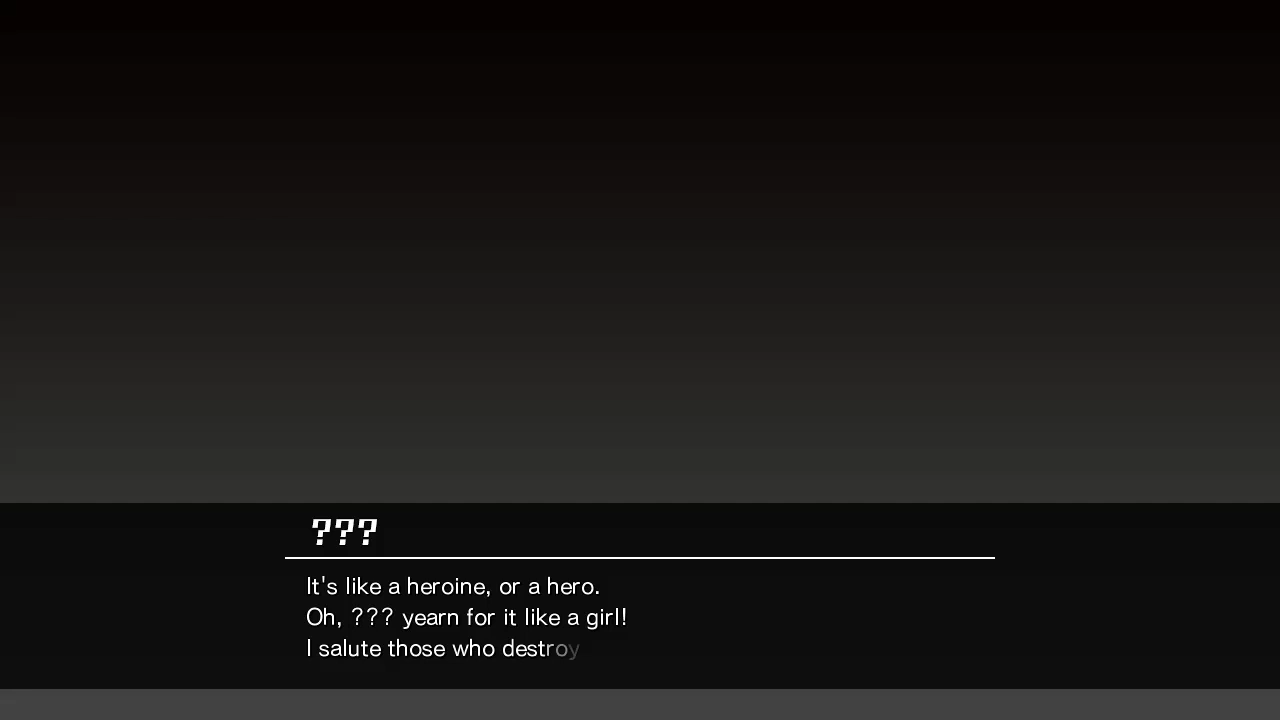 ???
It's like a heroine, or a hero.
Oh, ??? yearn for it like a girl!
I salute those who destroy